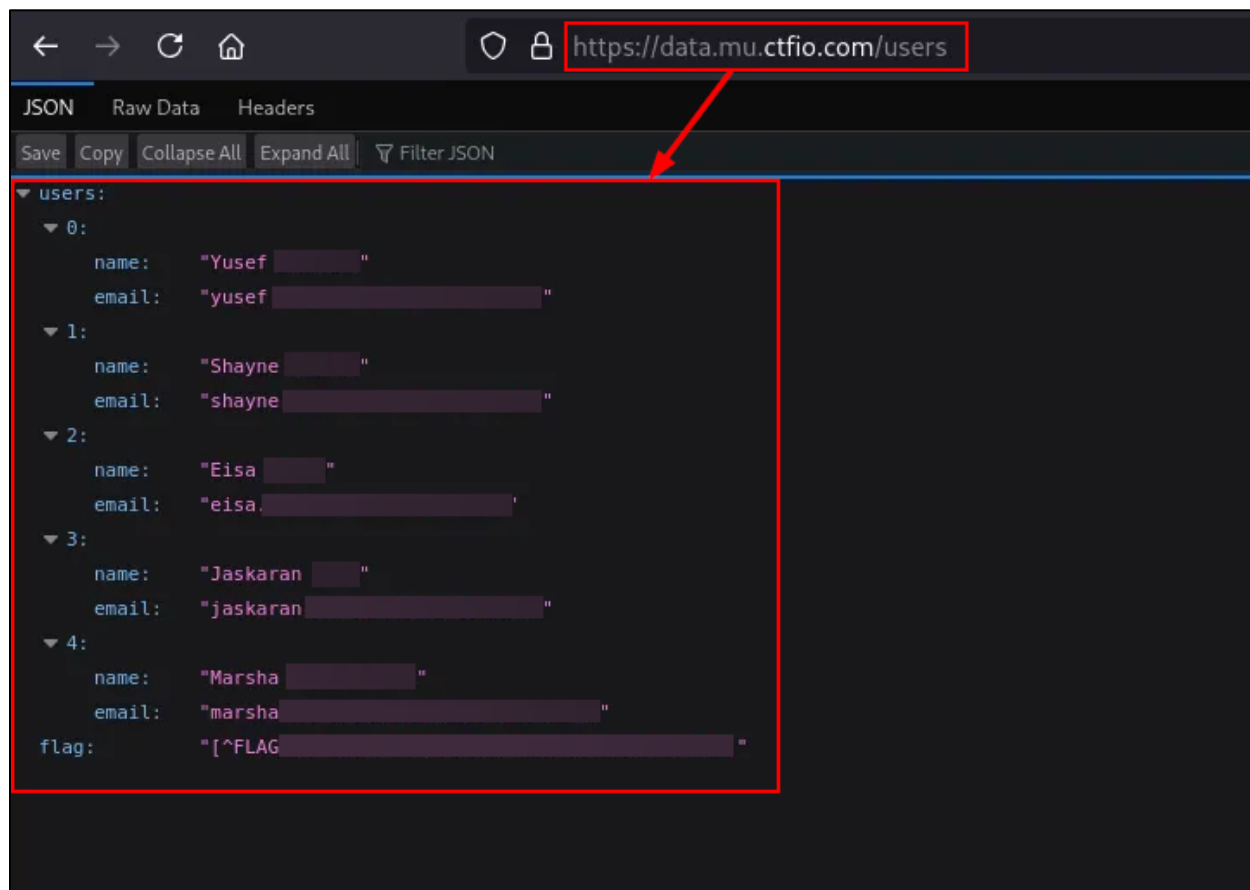 https://data.mu.ctfio.com/users
JSON Raw Data Headers
Save Copy Collapse All Expand All Filter JSON
users:
0:
name: "Yusef "
email: "yusef "
1:
name: "Shayne "
email: "shayne "
2:
name: "Eisa "
email: "eisa. '
3:
name: "Jaskaran "
email: "jaskaran "
4:
name: "Marsha "
email: "marsha "
flag: "[^FLAG "